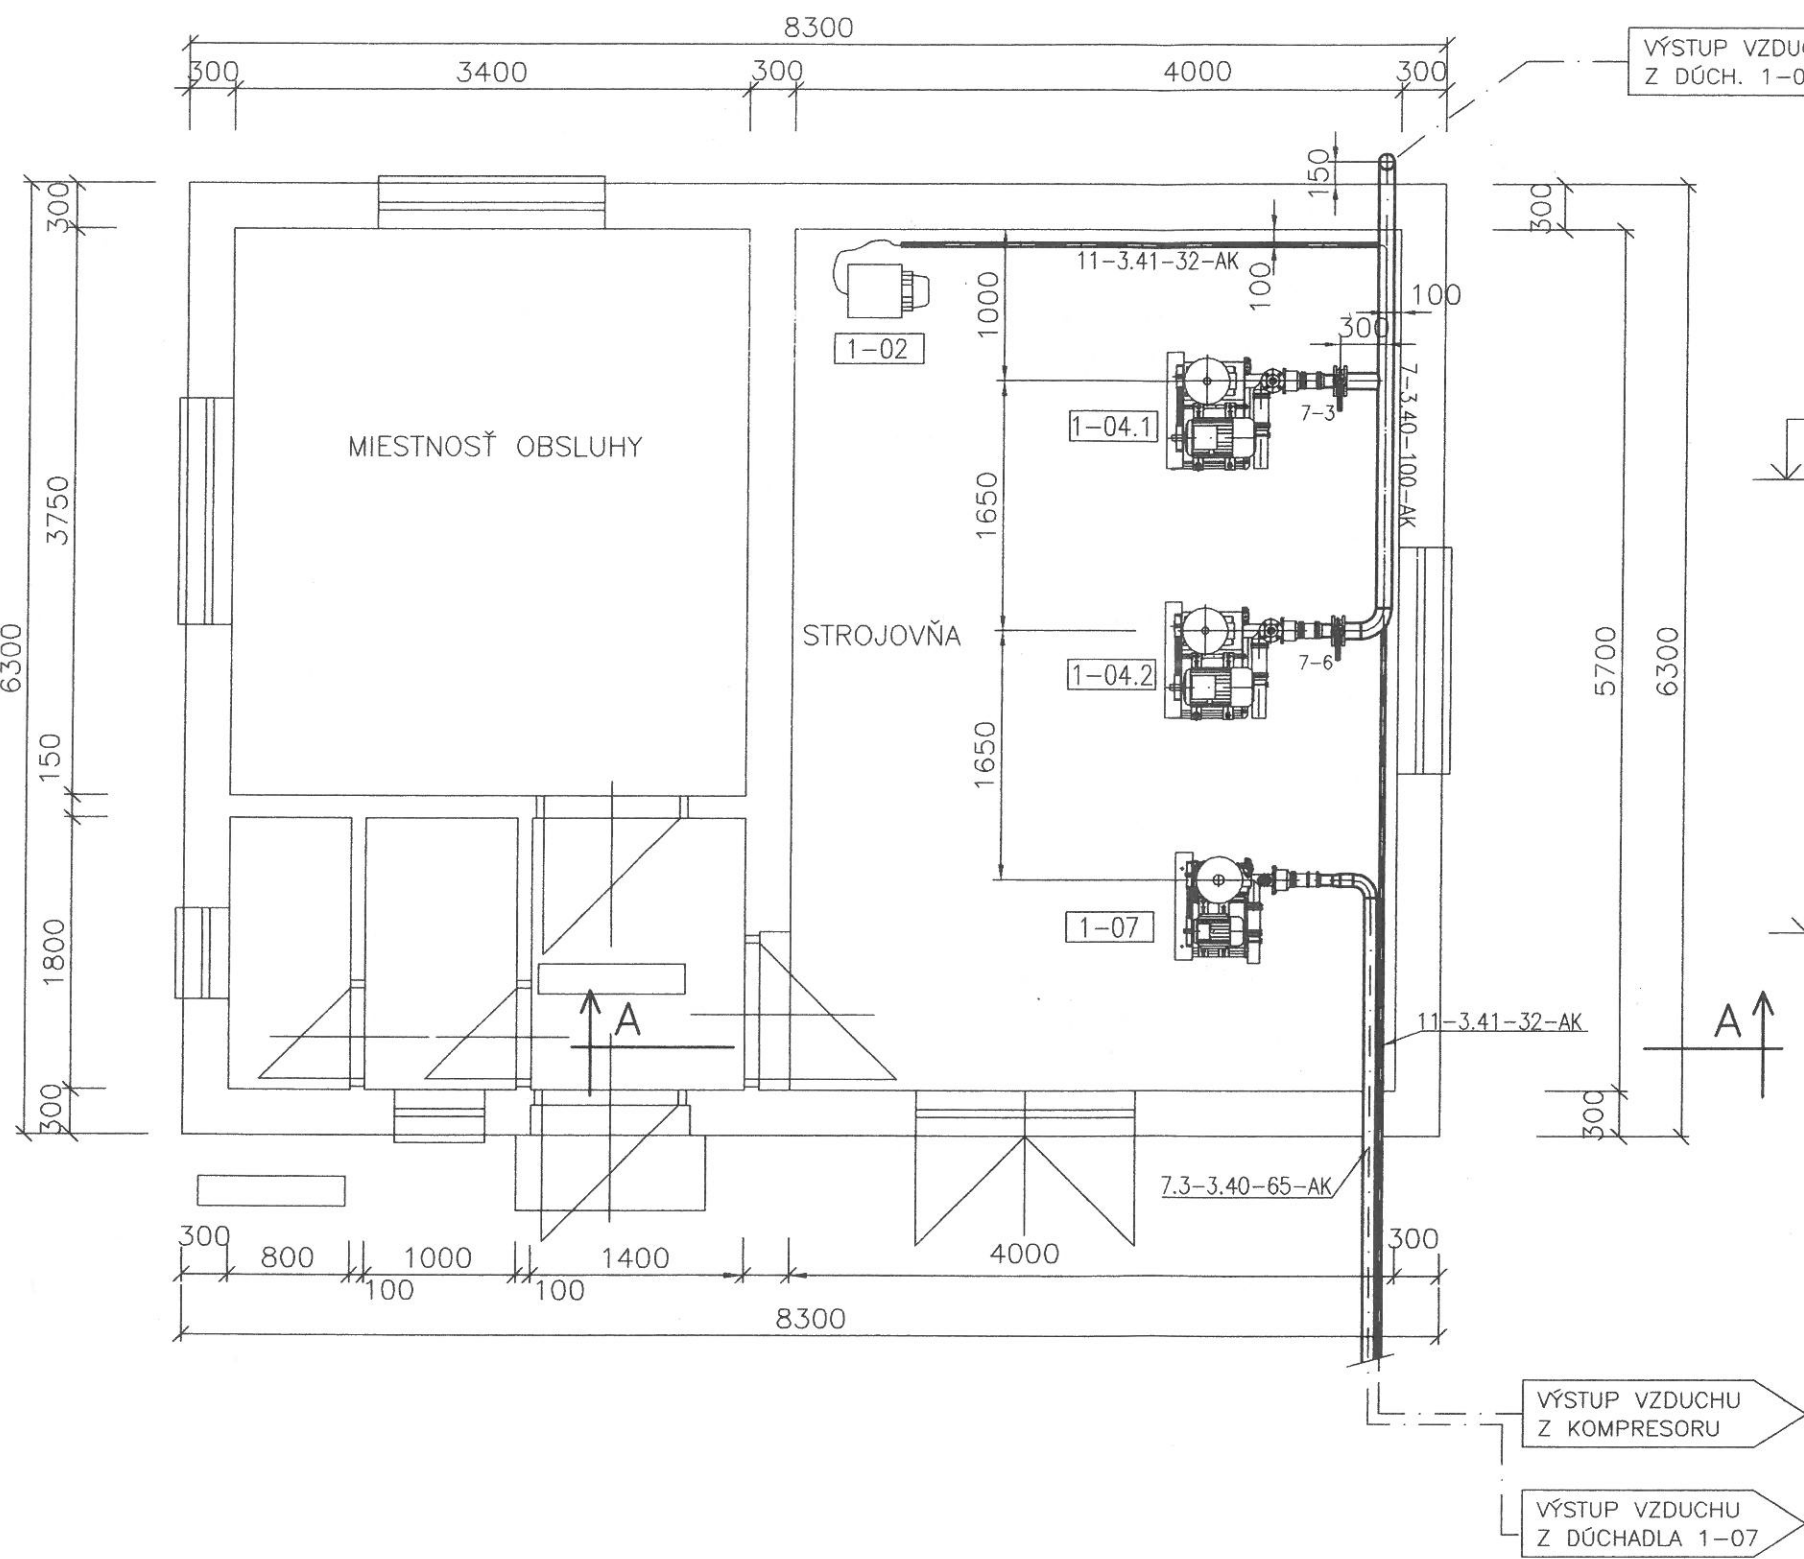 8300
300 3400 300 4000 300
VÝSTUP VZDU
Z DÚCH. 1-0
150
300
300
11-3.41-32-AK
100
100
300
1000
1-02
7-3.40-100-AK
7-3
1-04.1
MIESTNOSŤ OBSLUHY
3750
1650
6300
STROJOVŇA
7-6
1-04.2
5700
6300
150
1650
1-07
1800
A
11-3.41-32-AK
A
300
300
7.3-3.40-65-AK
300 800 1000 1400 4000 300
100 100
8300
VÝSTUP VZDUCHU
Z KOMPRESORU
VÝSTUP VZDUCHU
Z DÚCHADLA 1-07